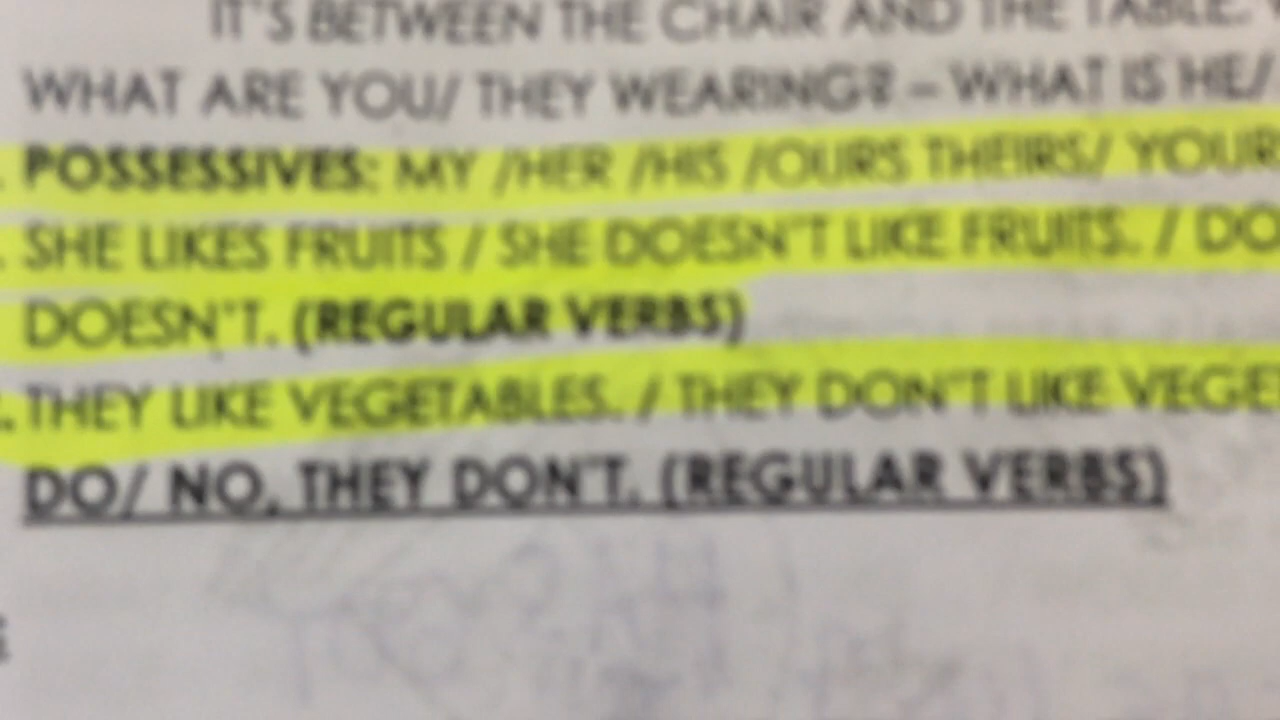 IT'S BETWEEN THE CHAIR AND THE TABLE.
WHAT ARE YOU/ THEY WEARING? – WHAT IS HE/
POSSESSIVES: MY /HER /HIS /OURS THEIRS/ YOURS
SHE LIKES FRUITS / SHE DOESN'T LIKE FRUITS. / DO
DOESN'T. (REGULAR VERBS)
THEY LIKE VEGETABLES. / THEY DON'T LIKE VEGET
DO/ NO, THEY DON'T. (REGULAR VERBS)